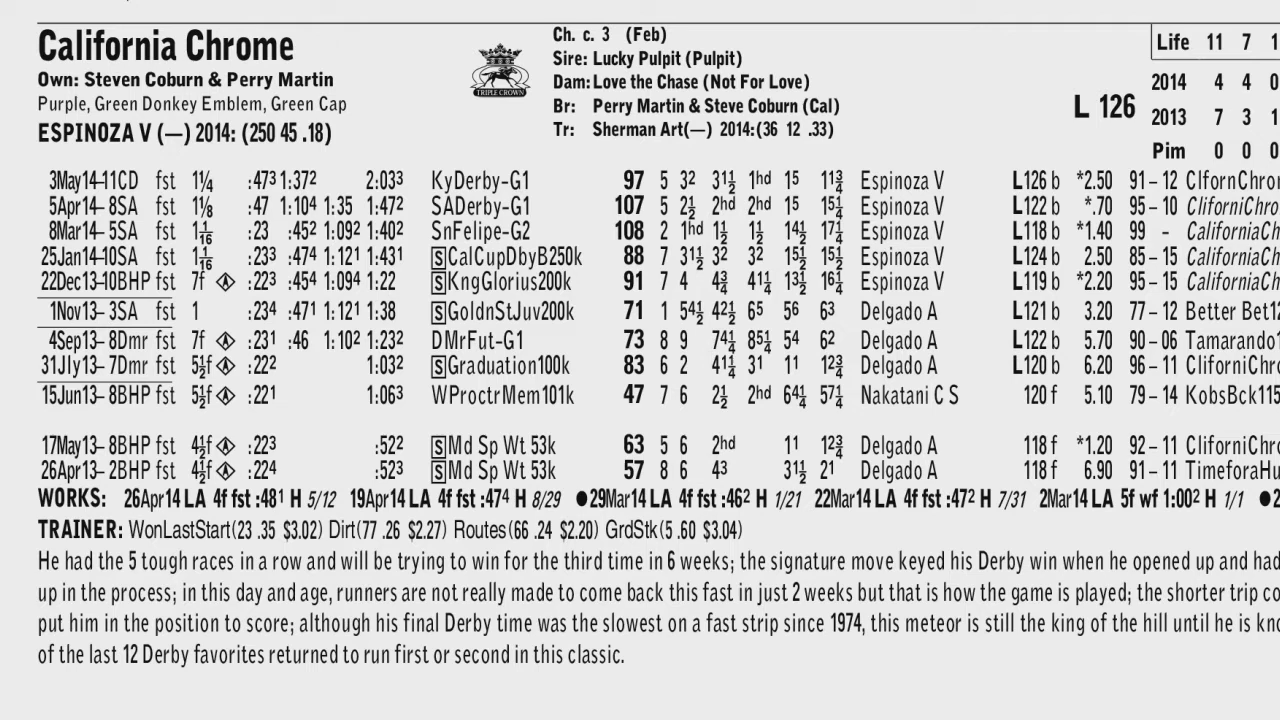 California Chrome
Own: Steven Coburn & Perry Martin
Purple, Green Donkey Emblem, Green Cap
ESPINOZA V (—) 2014: (250 45 .18)
TRIPLE CROWN
Ch. c. 3 (Feb)
Sire: Lucky Pulpit (Pulpit)
Dam: Love the Chase (Not For Love)
Br: Perry Martin & Steve Coburn (Cal)
Tr: Sherman Art(—) 2014:(36 12 .33)
L 126
Life 11 7 1
2014 4 4 0
2013 7 3 1
Pim 0 0 0
3May14–11CD fst 1¼ :47³ 1:37² 2:03³ KyDerby–G1 97 5 3² 31½ 1hd 1⁵ 11¾ Espinoza V L126 b *2.50 91–12 ClfornChro
5Apr14–8SA fst 1⅛ :47 1:10⁴ 1:35 1:47² SADerby–G1 107 5 2½ 2hd 2hd 1⁵ 15¼ Espinoza V L122 b *.70 95–10 CliforniChro
8Mar14–5SA fst 1 1/16 :23 :45² 1:09² 1:40² SnFelipe–G2 108 2 1hd 1½ 1½ 14½ 17¼ Espinoza V L118 b *1.40 99 – CaliforniaCh
25Jan14–10SA fst 1 1/16 :23³ :47⁴ 1:12¹ 1:43¹ S CalCupDbyB250k 88 7 31½ 3² 3² 15½ 15½ Espinoza V L124 b 2.50 85–15 CaliforniaCh
22Dec13–10BHP fst 7f :22³ :45⁴ 1:09⁴ 1:22 S KngGlorius200k 91 7 4 4¾ 41¼ 13½ 16¼ Espinoza V L119 b *2.20 95–15 CaliforniaCh
1Nov13–3SA fst 1 :23⁴ :47¹ 1:12¹ 1:38 S GoldnStJuv200k 71 1 54½ 42½ 6⁵ 5⁶ 6³ Delgado A L121 b 3.20 77–12 Better Bet12
4Sep13–8Dmr fst 7f :23¹ :46 1:10² 1:23² DMrFut–G1 73 8 9 74¼ 85¼ 5⁴ 6² Delgado A L122 b 5.70 90–06 Tamarando1
31Jly13–7Dmr fst 5½f :22² 1:03² S Graduation100k 83 6 2 41¼ 3¹ 1¹ 12¾ Delgado A L120 b 6.20 96–11 CliforniChro
15Jun13–8BHP fst 5½f :22¹ 1:06³ WProctrMem101k 47 7 6 2½ 2hd 64¼ 57¼ Nakatani C S 120 f 5.10 79–14 KobsBck115
17May13–8BHP fst 4½f :22³ :52² S Md Sp Wt 53k 63 5 6 2hd 1¹ 12¾ Delgado A 118 f *1.20 92–11 CliforniChro
26Apr13–2BHP fst 4½f :22⁴ :52³ S Md Sp Wt 53k 57 8 6 4³ 31½ 2¹ Delgado A 118 f 6.90 91–11 TimeforaHu
WORKS: 26Apr14 LA 4f fst :48¹ H 5/12 19Apr14 LA 4f fst :47⁴ H 8/29 ●29Mar14 LA 4f fst :46² H 1/21 22Mar14 LA 4f fst :47² H 7/31 2Mar14 LA 5f wf 1:00² H 1/1 ●2
TRAINER: WonLastStart(23 .35 $3.02) Dirt(77 .26 $2.27) Routes(66 .24 $2.20) GrdStk(5 .60 $3.04)
He had the 5 tough races in a row and will be trying to win for the third time in 6 weeks; the signature move keyed his Derby win when he opened up and had
up in the process; in this day and age, runners are not really made to come back this fast in just 2 weeks but that is how the game is played; the shorter trip co
put him in the position to score; although his final Derby time was the slowest on a fast strip since 1974, this meteor is still the king of the hill until he is kno
of the last 12 Derby favorites returned to run first or second in this classic.